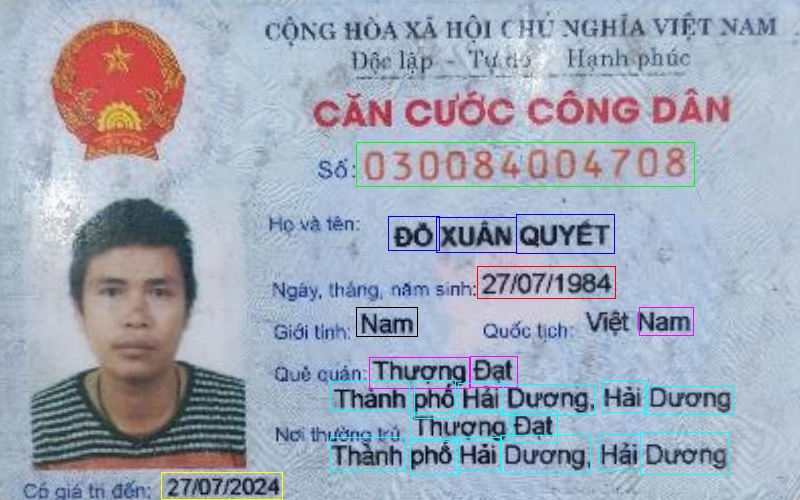 CỘNG HÒA XÃ HỘI CHỦ NGHĨA VIỆT NAM
Độc lập - Tự do Hạnh phúc
CĂN CƯỚC CÔNG DÂN
Số: 030084004708
Họ và tên: ĐỖ XUÂN QUYẾT
Ngày, tháng, năm sinh: 27/07/1984
Giới tính: Nam Quốc tịch: Việt Nam
Quê quán: Thượng Đạt
Thành phố Hải Dương, Hải Dương
Nơi thường trú: Thượng Đạt
Thành phố Hải Dương, Hải Dương
Có giá trị đến: 27/07/2024